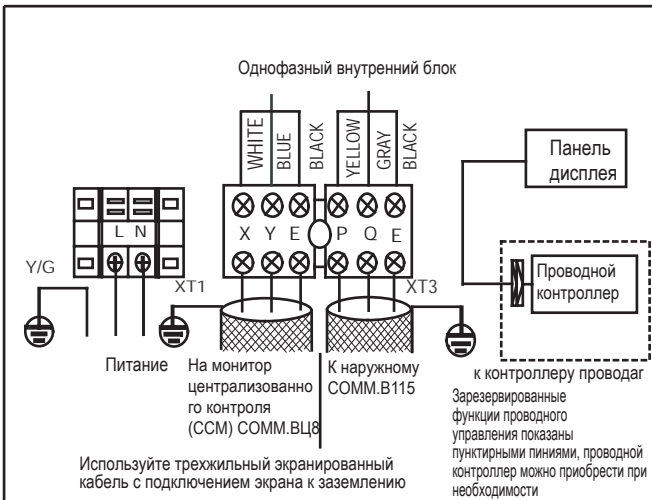 Однофазный внутренний блок
WHITE
BLUE
BLACK
YELLOW
GRAY
BLACK
Панель
дисплея
L N
X Y E P Q E
Y/G
XT1
XT3
Проводной
контроллер
Питание
На монитор
централизованно
го контроля
(CCM) COMM.ВЦ8
К наружному
COMM.B115
к контроллеру проводаг
Зарезервированные
функции проводного
управления показаны
пунктирными пиниями, проводной
контроллер можно приобрести при
необходимости
Используйте трехжильный экранированный
кабель с подключением экрана к заземлению